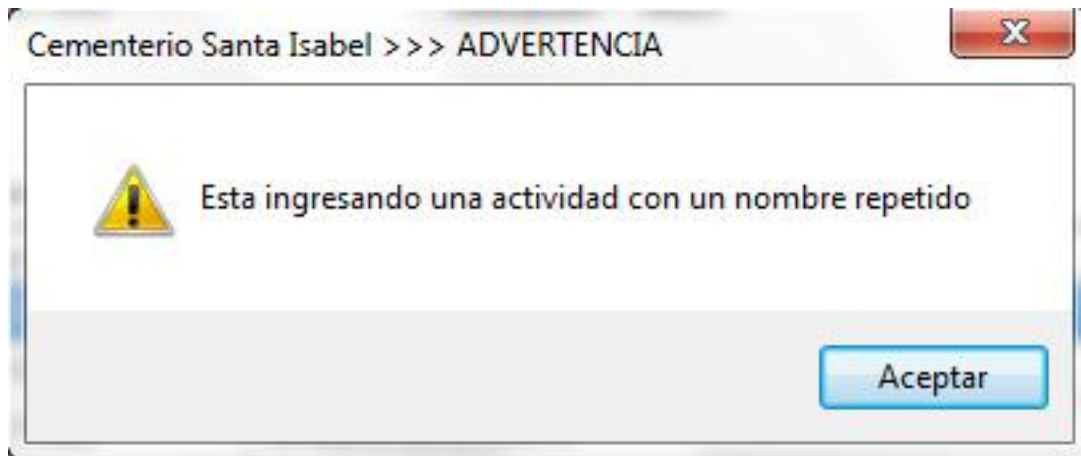 Cementerio Santa Isabel >>> ADVERTENCIA
Esta ingresando una actividad con un nombre repetido
Aceptar